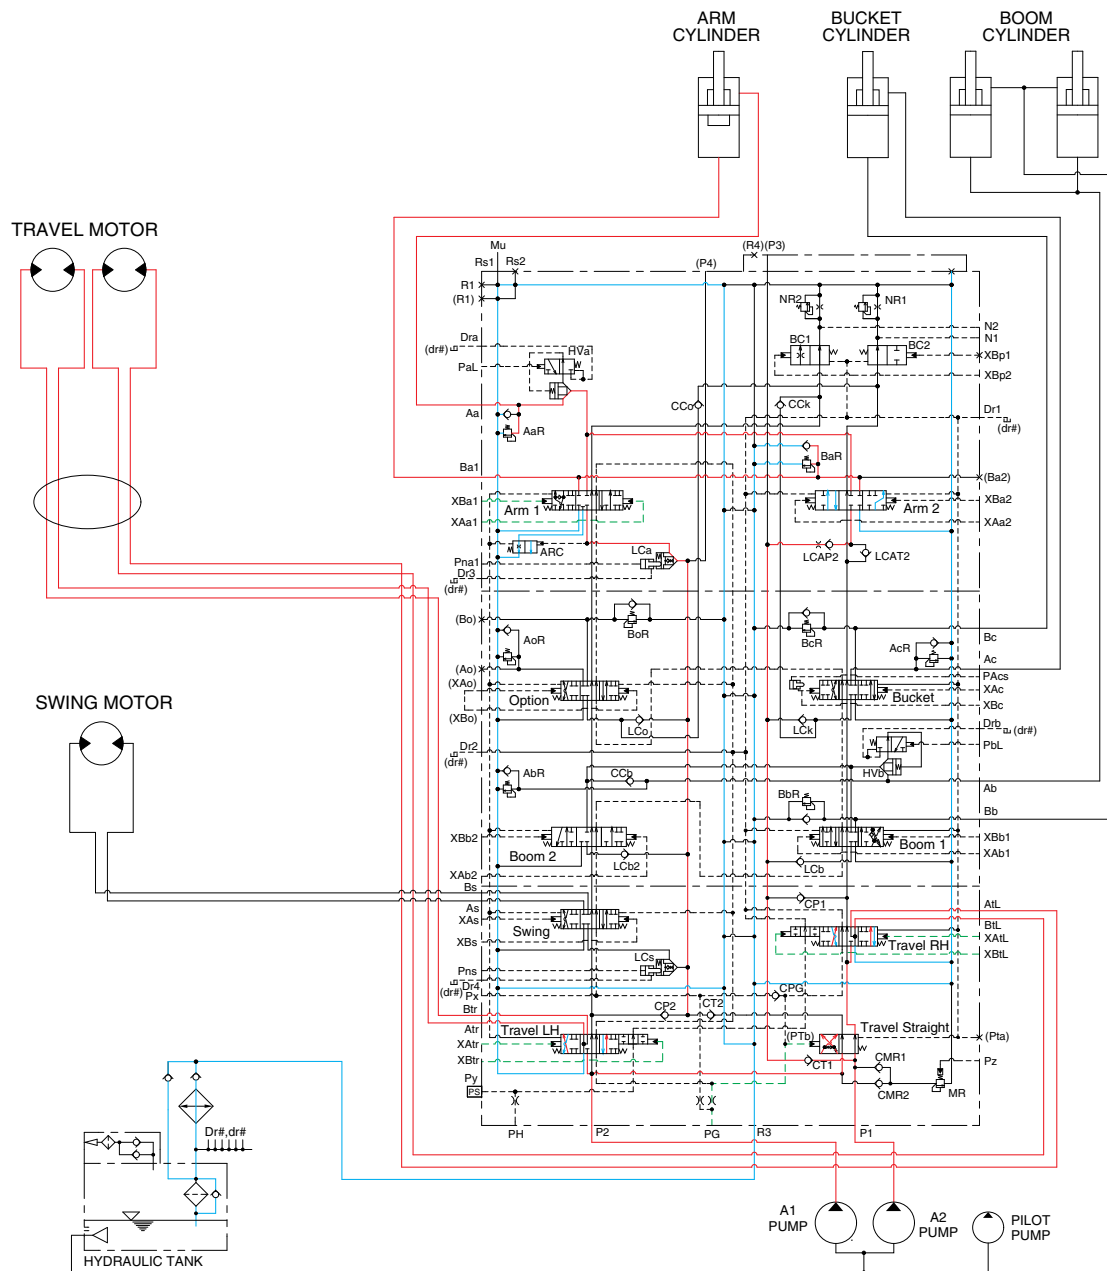 ARM
CYLINDER
BUCKET
CYLINDER
BOOM
CYLINDER
TRAVEL MOTOR
SWING MOTOR
Mu
Rs1
Rs2
(R4)
(P3)
(P4)
R1
(R1)
NR2
NR1
N2
N1
Dra
(dr#)
HVa
PaL
BC1
BC2
XBp1
XBp2
Aa
AaR
CCo
CCk
Dr1
(dr#)
BaR
Ba1
(Ba2)
XBa1
Arm 1
XAa1
XBa2
Arm 2
XAa2
ARC
LCa
LCAP2
LCAT2
Pna1
Dr3
(dr#)
(Bo)
BoR
BcR
Bc
AoR
AcR
Ac
(Ao)
PAcs
(XAo)
XAc
Option
Bucket
XBc
(XBo)
LCo
LCk
Drb
(dr#)
Dr2
(dr#)
PbL
HVb
AbR
CCb
Ab
BbR
Bb
XBb2
Boom 2
XBb1
Boom 1
XAb1
LCb2
LCb
XAb2
Bs
CP1
AtL
As
XAs
Swing
BtL
XBs
XAtL
Travel RH
XBtL
LCs
Pns
Dr4
(dr#)
Px
CPG
Btr
CP2
CT2
Atr
Travel LH
Travel Straight
XAtr
(PTb)
(Pta)
XBtr
CT1
CMR1
Pz
Py
PS
CMR2
MR
PH
P2
PG
R3
P1
Dr#,dr#
HYDRAULIC TANK
A1
PUMP
A2
PUMP
PILOT
PUMP